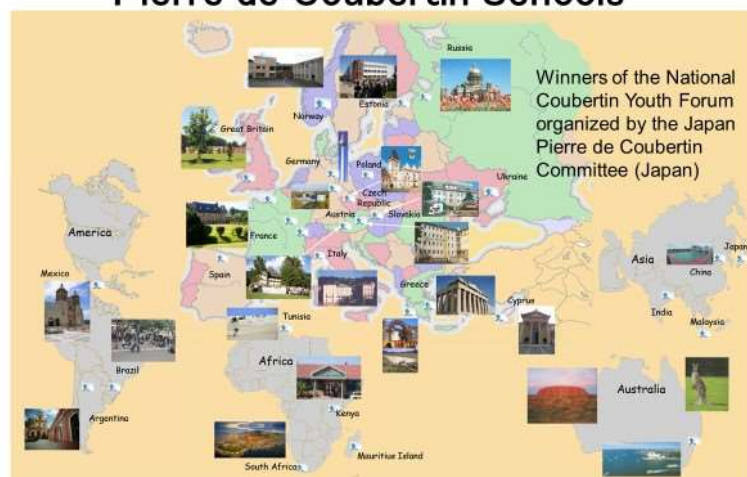 Pierre de Coubertin Schools
Russia
Winners of the National
Coubertin Youth Forum
organized by the Japan
Pierre de Coubertin
Committee (Japan)
Norway
Estonia
Great Britain
Germany
Poland
Ukraine
Czech
Republic
Austria
Slovakia
France
Italy
Spain
Greece
Cyprus
Tunisia
America
Mexico
Brazil
Argentina
Africa
Kenya
South Africa
Mauritius Island
Asia
Japan
China
India
Malaysia
Australia